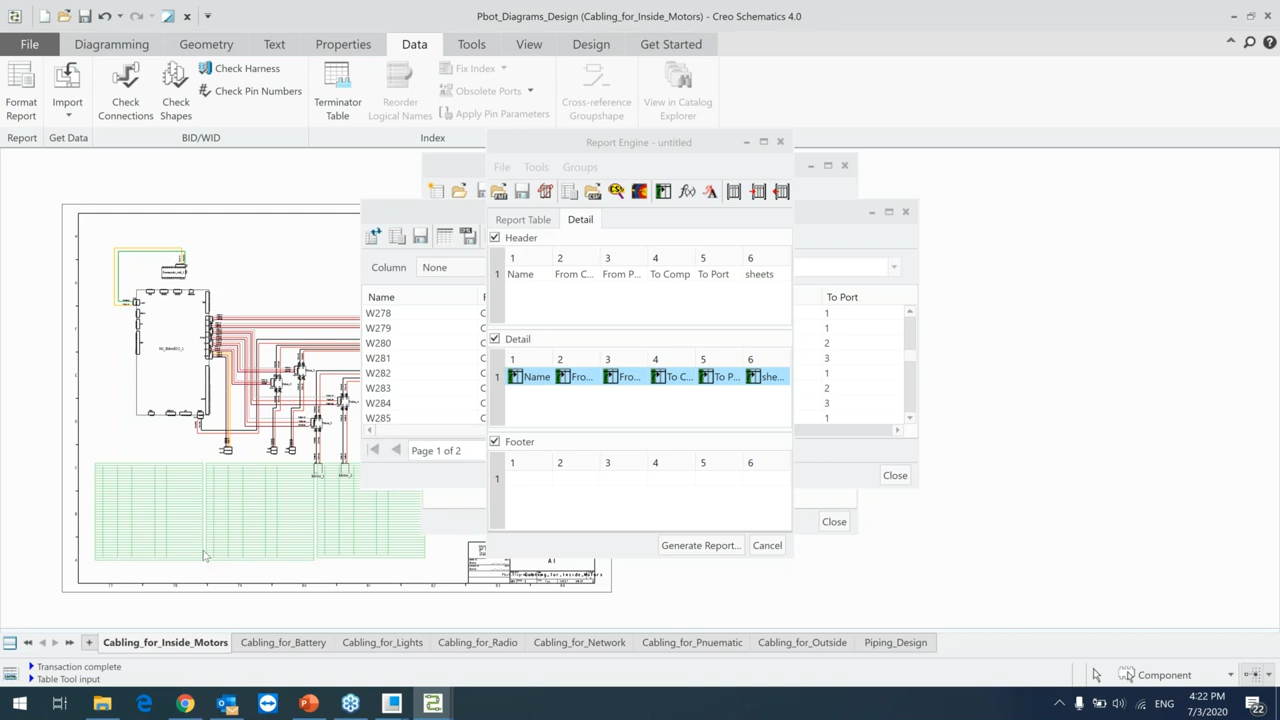 Pbot_Diagrams_Design (Cabling_for_Inside_Motors) - Creo Schematics 4.0
File Diagramming Geometry Text Properties Data Tools View Design Get Started
Format Report
Import
Check Connections
Check Shapes
Check Harness
Check Pin Numbers
Terminator Table
Reorder Logical Names
Fix Index
Obsolete Ports
Apply Pin Parameters
Cross-reference Groupshape
View in Catalog Explorer
Report Get Data BID/WID Index
Report Engine - untitled
File Tools Groups
Report Table Detail
Header
1 2 3 4 5 6
1 Name From C... From P... To Comp To Port sheets
Detail
1 2 3 4 5 6
1 Name Fro... Fro... To C... To P... she...
Footer
1 2 3 4 5 6
1
Generate Report... Cancel
Column None
Name To Port
W278 1
W279 1
W280 2
W281 3
W282 1
W283 2
W284 3
W285 1
Page 1 of 2
Close
Close
A1
Cabling_for_Inside_Motors
Cabling_for_Inside_Motors Cabling_for_Battery Cabling_for_Lights Cabling_for_Radio Cabling_for_Network Cabling_for_Pnuematic Cabling_for_Outside Piping_Design
Transaction complete
Table Tool input
Component
ENG
4:22 PM
7/3/2020
22